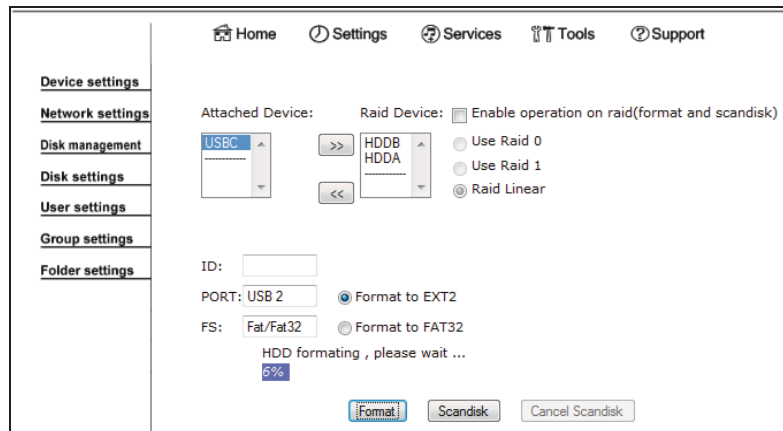 Home Settings Services Tools Support
Device settings
Network settings
Disk management
Disk settings
User settings
Group settings
Folder settings
Attached Device: Raid Device: Enable operation on raid(format and scandisk)
USBC
------------
>>
<<
HDDB
HDDA
------------
Use Raid 0
Use Raid 1
Raid Linear
ID:
PORT: USB 2 Format to EXT2
FS: Fat/Fat32 Format to FAT32
HDD formating , please wait ...
6%
Format Scandisk Cancel Scandisk